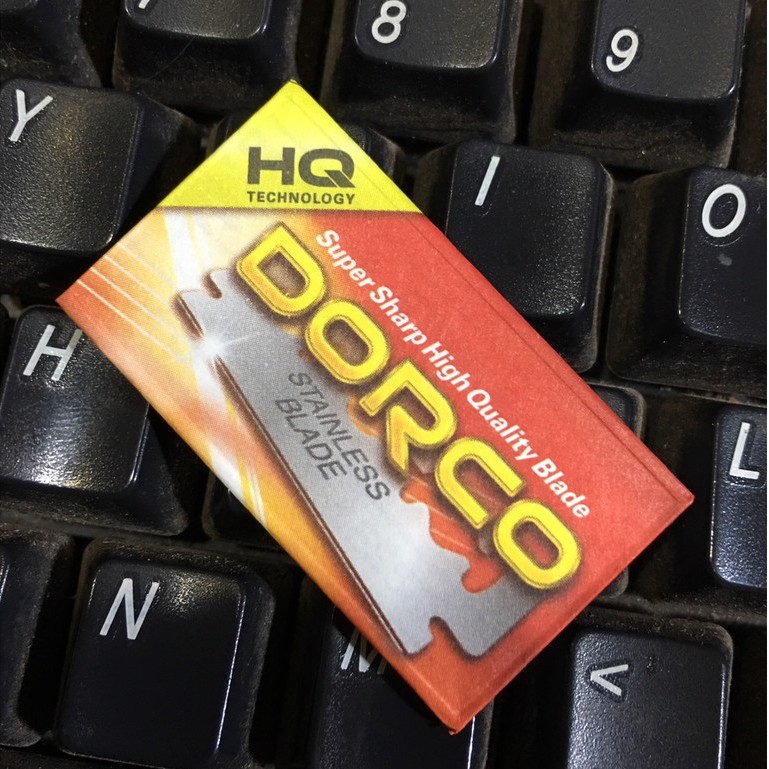 8
9
Y
I
O
HQ
TECHNOLOGY
Super Sharp High Quality Blade
DORCO
STAINLESS
BLADE
H
L
N
M
<